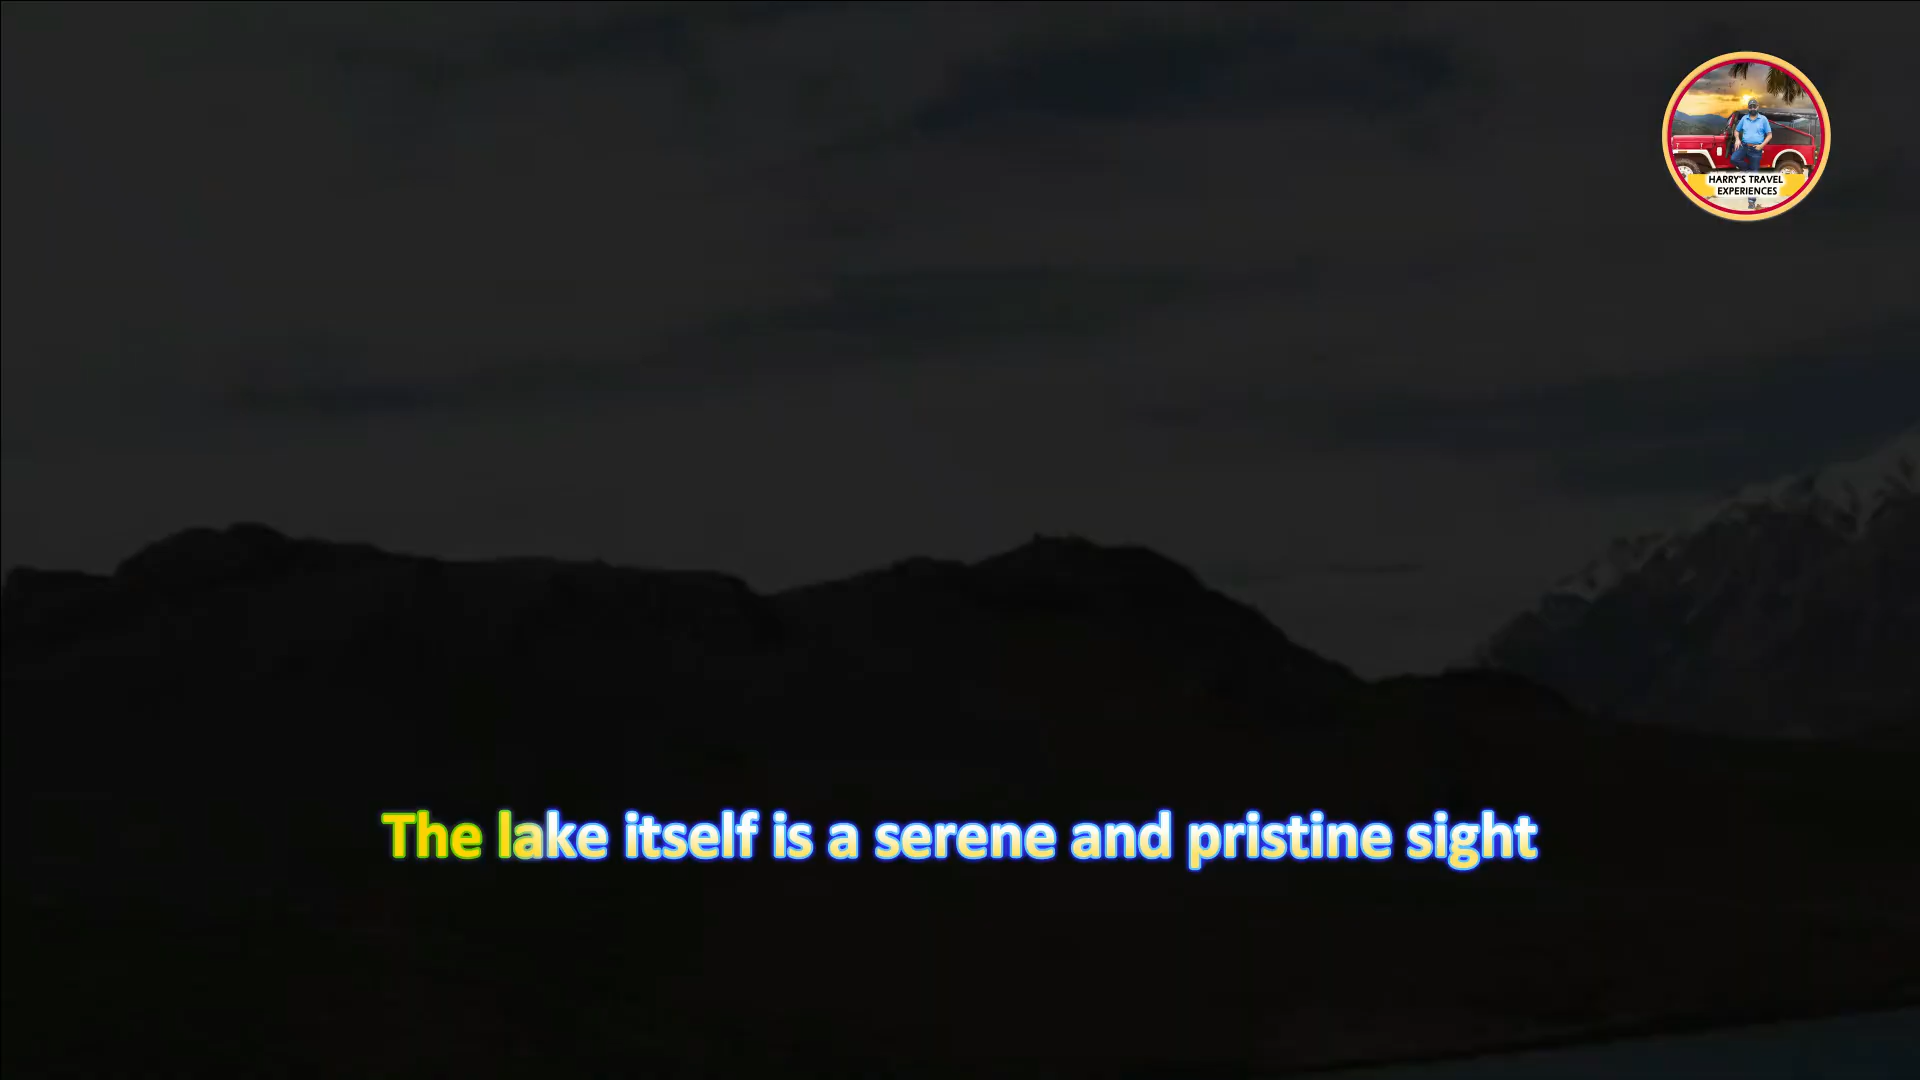 HARRY'S TRAVEL
EXPERIENCES
The lake itself is a serene and pristine sight